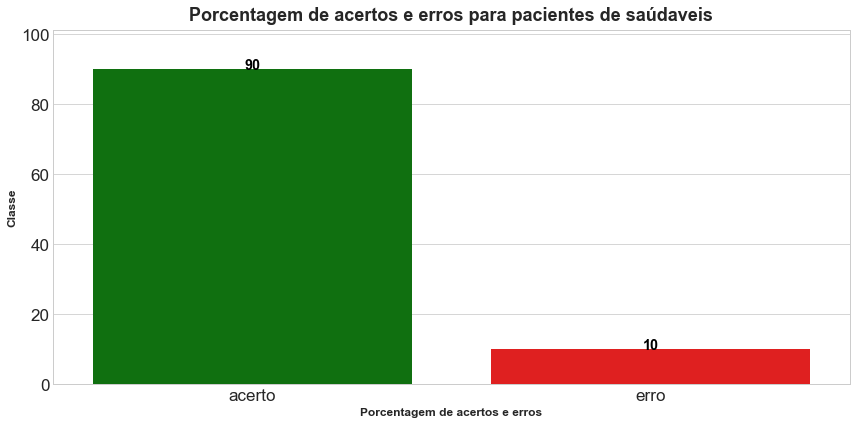 Porcentagem de acertos e erros para pacientes de saúdaveis
100
80
60
40
20
0
Classe
90
10
acerto
erro
Porcentagem de acertos e erros